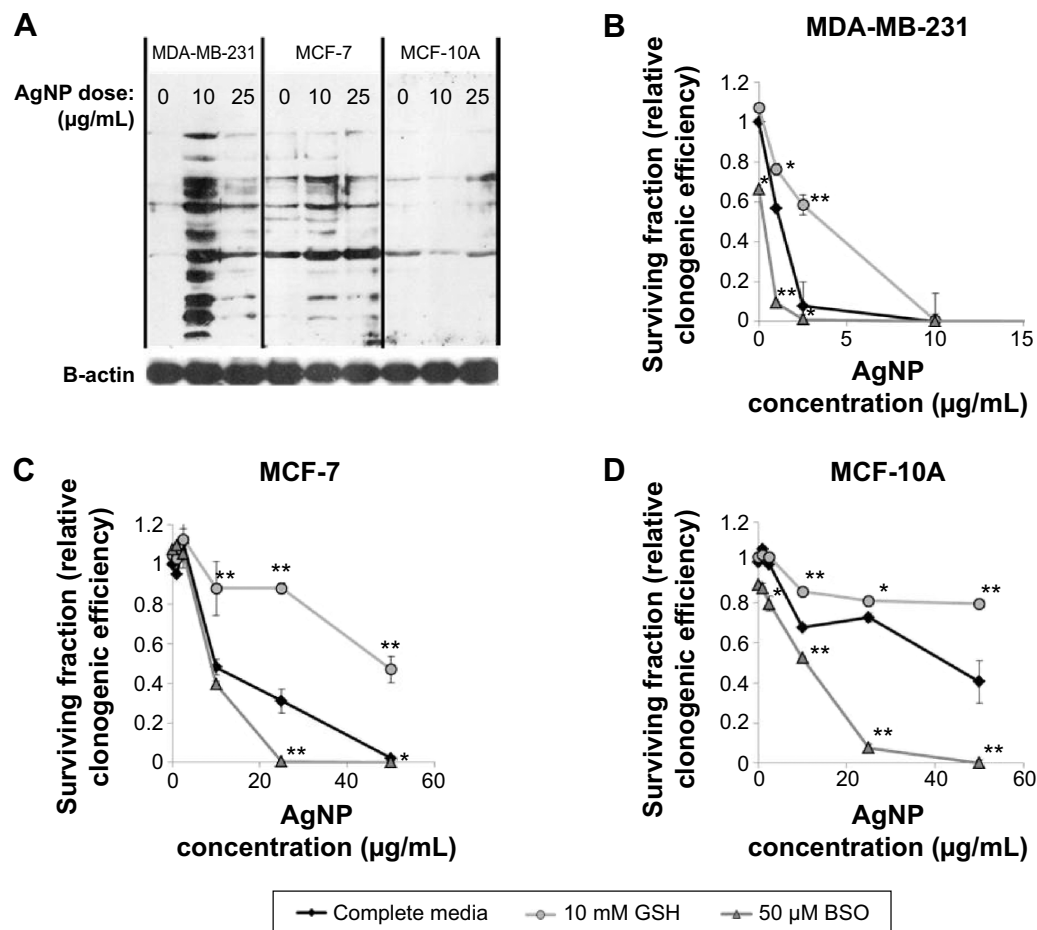 A
MDA-MB-231 MCF-7 MCF-10A
AgNP dose: 0 10 25 0 10 25 0 10 25
(µg/mL)
B-actin
B
MDA-MB-231
Surviving fraction (relative
clonogenic efficiency)
1.2
1
0.8
0.6
0.4
0.2
0
* ** * ** *
0 5 10 15
AgNP
concentration (µg/mL)
C
MCF-7
Surviving fraction (relative
clonogenic efficiency)
1.2
1
0.8
0.6
0.4
0.2
0
** ** ** ** *
0 20 40 60
AgNP
concentration (µg/mL)
D
MCF-10A
Surviving fraction (relative
clonogenic efficiency)
1.2
1
0.8
0.6
0.4
0.2
0
** * ** * ** ** **
0 20 40 60
AgNP
concentration (µg/mL)
Complete media 10 mM GSH 50 µM BSO